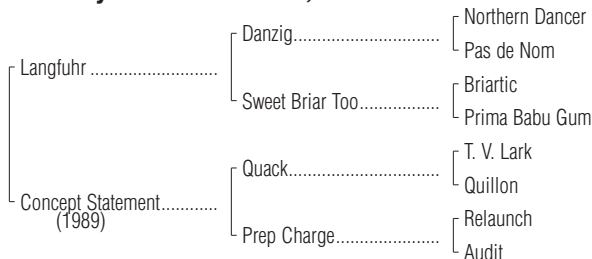 Northern Dancer
Danzig
Pas de Nom
Langfuhr
Briartic
Sweet Briar Too
Prima Babu Gum
T. V. Lark
Quack
Quillon
Concept Statement
(1989)
Relaunch
Prep Charge
Audit